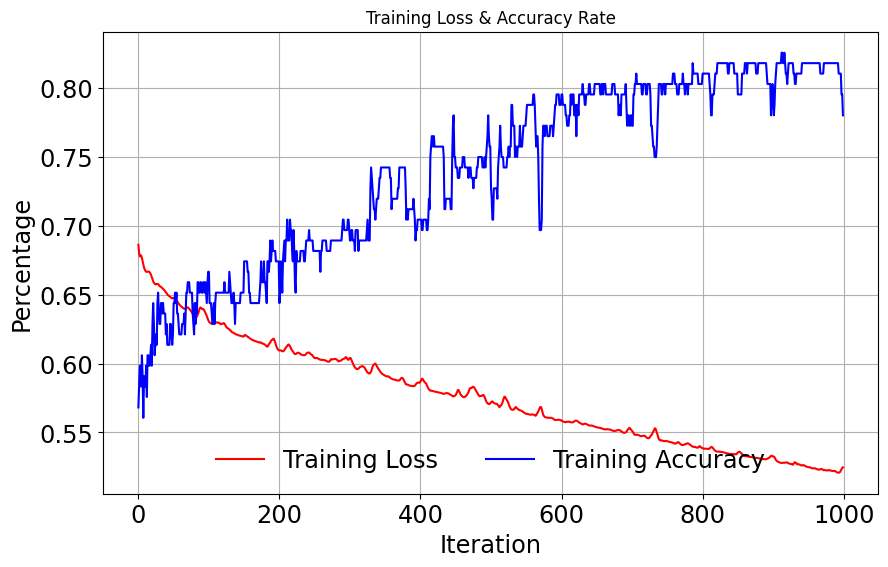 Training Loss & Accuracy Rate
0.80
0.75
0.70
0.65
0.60
0.55
Percentage
Training Loss
Training Accuracy
0
200
400
600
800
1000
Iteration